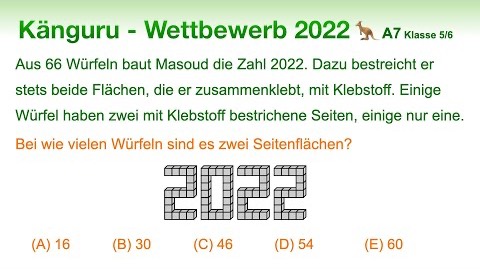 Känguru - Wettbewerb 2022 A7 Klasse 5/6
Aus 66 Würfeln baut Masoud die Zahl 2022. Dazu bestreicht er
stets beide Flächen, die er zusammenklebt, mit Klebstoff. Einige
Würfel haben zwei mit Klebstoff bestrichene Seiten, einige nur eine.
Bei wie vielen Würfeln sind es zwei Seitenflächen?
2022
(A) 16 (B) 30 (C) 46 (D) 54 (E) 60